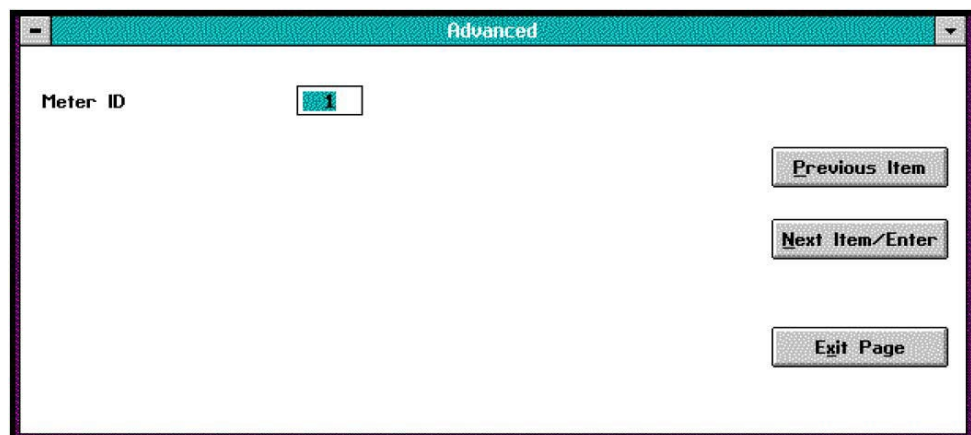 Advanced
Meter ID 1
Previous Item
Next Item/Enter
Exit Page